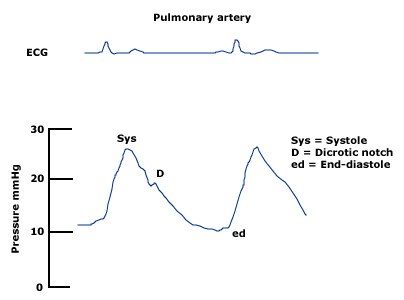 Pulmonary artery
ECG
30
20
10
0
Pressure mmHg
Sys
D
ed
Sys = Systole
D = Dicrotic notch
ed = End-diastole